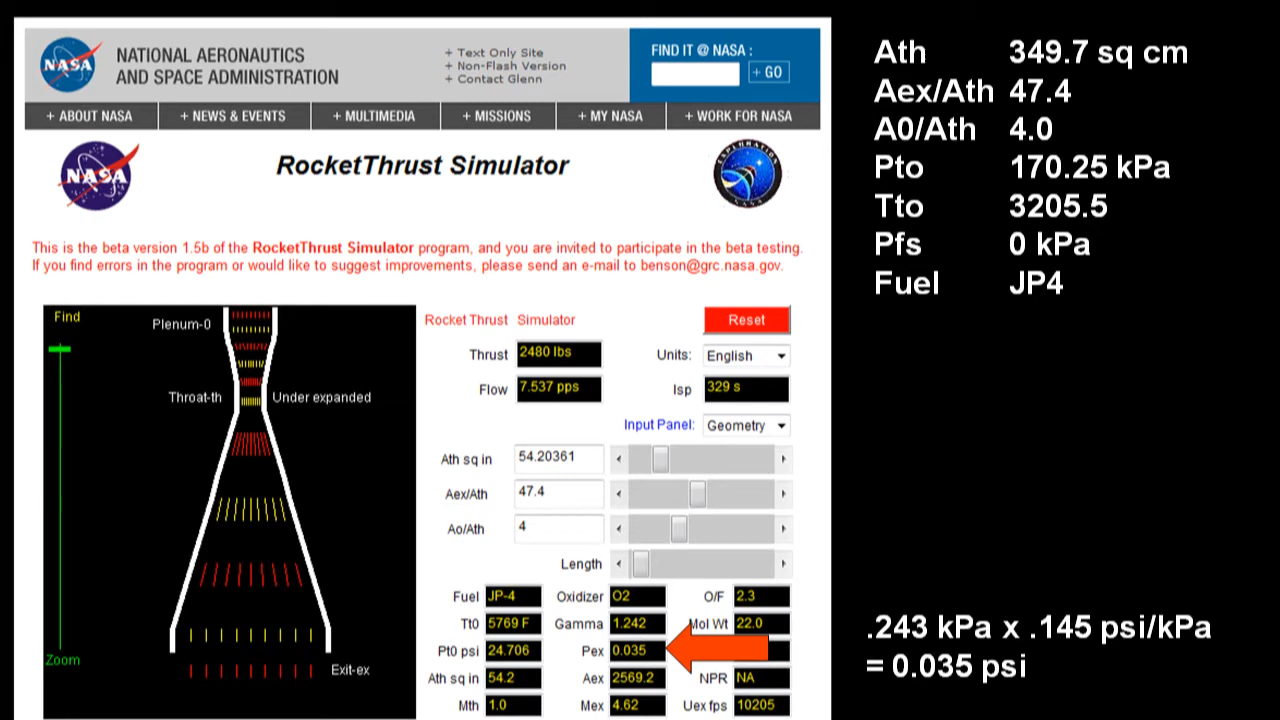 NASA
NATIONAL AERONAUTICS
AND SPACE ADMINISTRATION
+ Text Only Site
+ Non-Flash Version
+ Contact Glenn
FIND IT @ NASA :
+ GO
+ ABOUT NASA
+ NEWS & EVENTS
+ MULTIMEDIA
+ MISSIONS
+ MY NASA
+ WORK FOR NASA
NASA
RocketThrust Simulator
EXPLORATION
This is the beta version 1.5b of the RocketThrust Simulator program, and you are invited to participate in the beta testing.
If you find errors in the program or would like to suggest improvements, please send an e-mail to benson@grc.nasa.gov.
Find
Plenum-0
Throat-th
Under expanded
Zoom
Exit-ex
Rocket Thrust Simulator
Reset
Thrust 2480 lbs Units: English
Flow 7.537 pps Isp 329 s
Input Panel: Geometry
Ath sq in 54.20361
Aex/Ath 47.4
Ao/Ath 4
Length
Fuel JP-4 Oxidizer O2 O/F 2.3
Tt0 5769 F Gamma 1.242 Mol Wt 22.0
Pt0 psi 24.706 Pex 0.035
Ath sq in 54.2 Aex 2569.2 NPR NA
Mth 1.0 Mex 4.62 Uex fps 10205
Ath 349.7 sq cm
Aex/Ath 47.4
A0/Ath 4.0
Pto 170.25 kPa
Tto 3205.5
Pfs 0 kPa
Fuel JP4
.243 kPa x .145 psi/kPa
= 0.035 psi